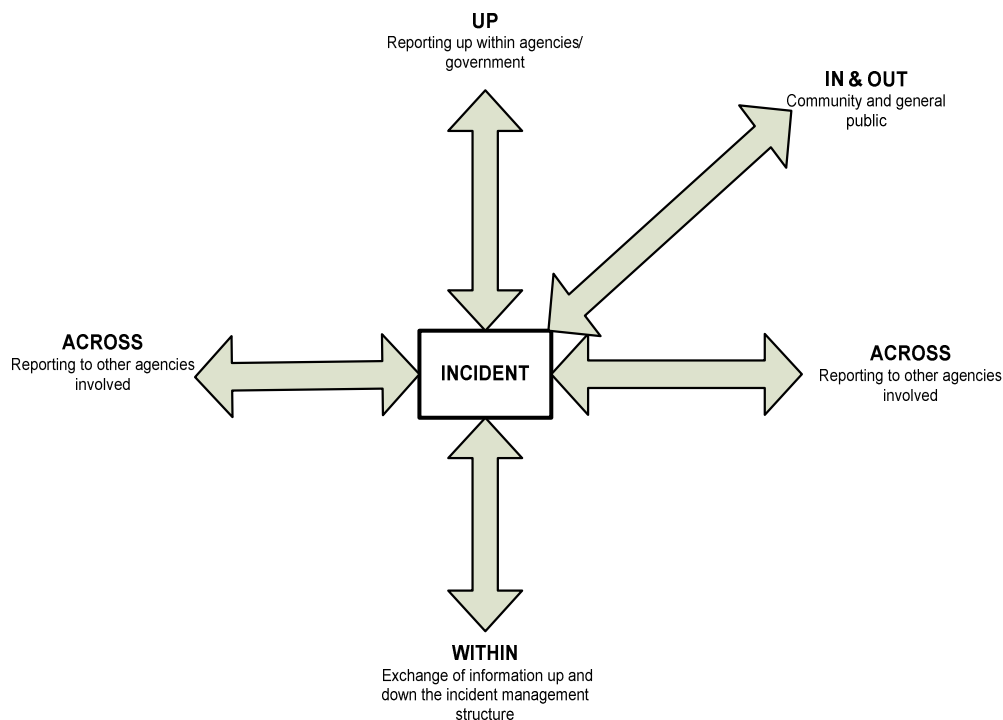 UP
Reporting up within agencies/
government
IN & OUT
Community and general
public
ACROSS
Reporting to other agencies
involved
INCIDENT
ACROSS
Reporting to other agencies
involved
WITHIN
Exchange of information up and
down the incident management
structure